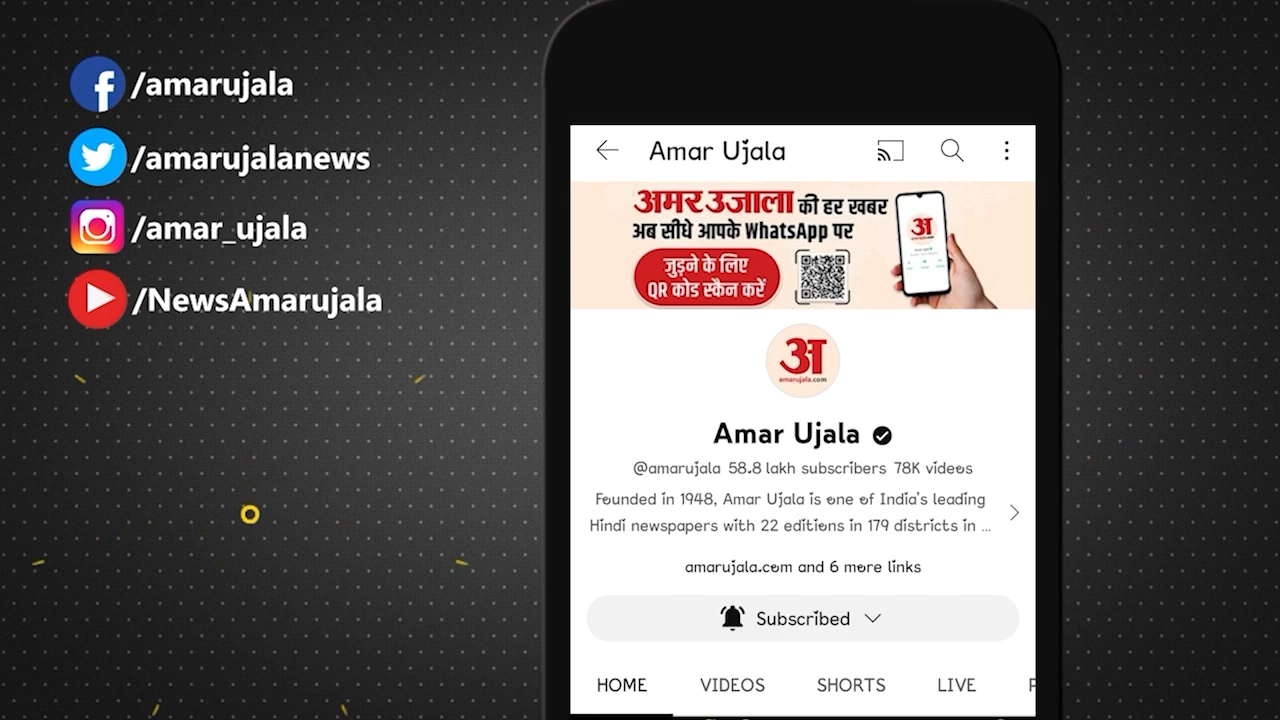 /amarujala
/amarujalanews
/amar_ujala
/NewsAmarujala
Amar Ujala
अमर उजाला की हर खबर
अब सीधे आपके WhatsApp पर
जुड़ने के लिए
QR कोड स्कैन करें
अ
अ
amarujala.com
Amar Ujala
@amarujala 58.8 lakh subscribers 78K videos
Founded in 1948, Amar Ujala is one of India's leading
Hindi newspapers with 22 editions in 179 districts in ...
amarujala.com and 6 more links
Subscribed
HOME VIDEOS SHORTS LIVE